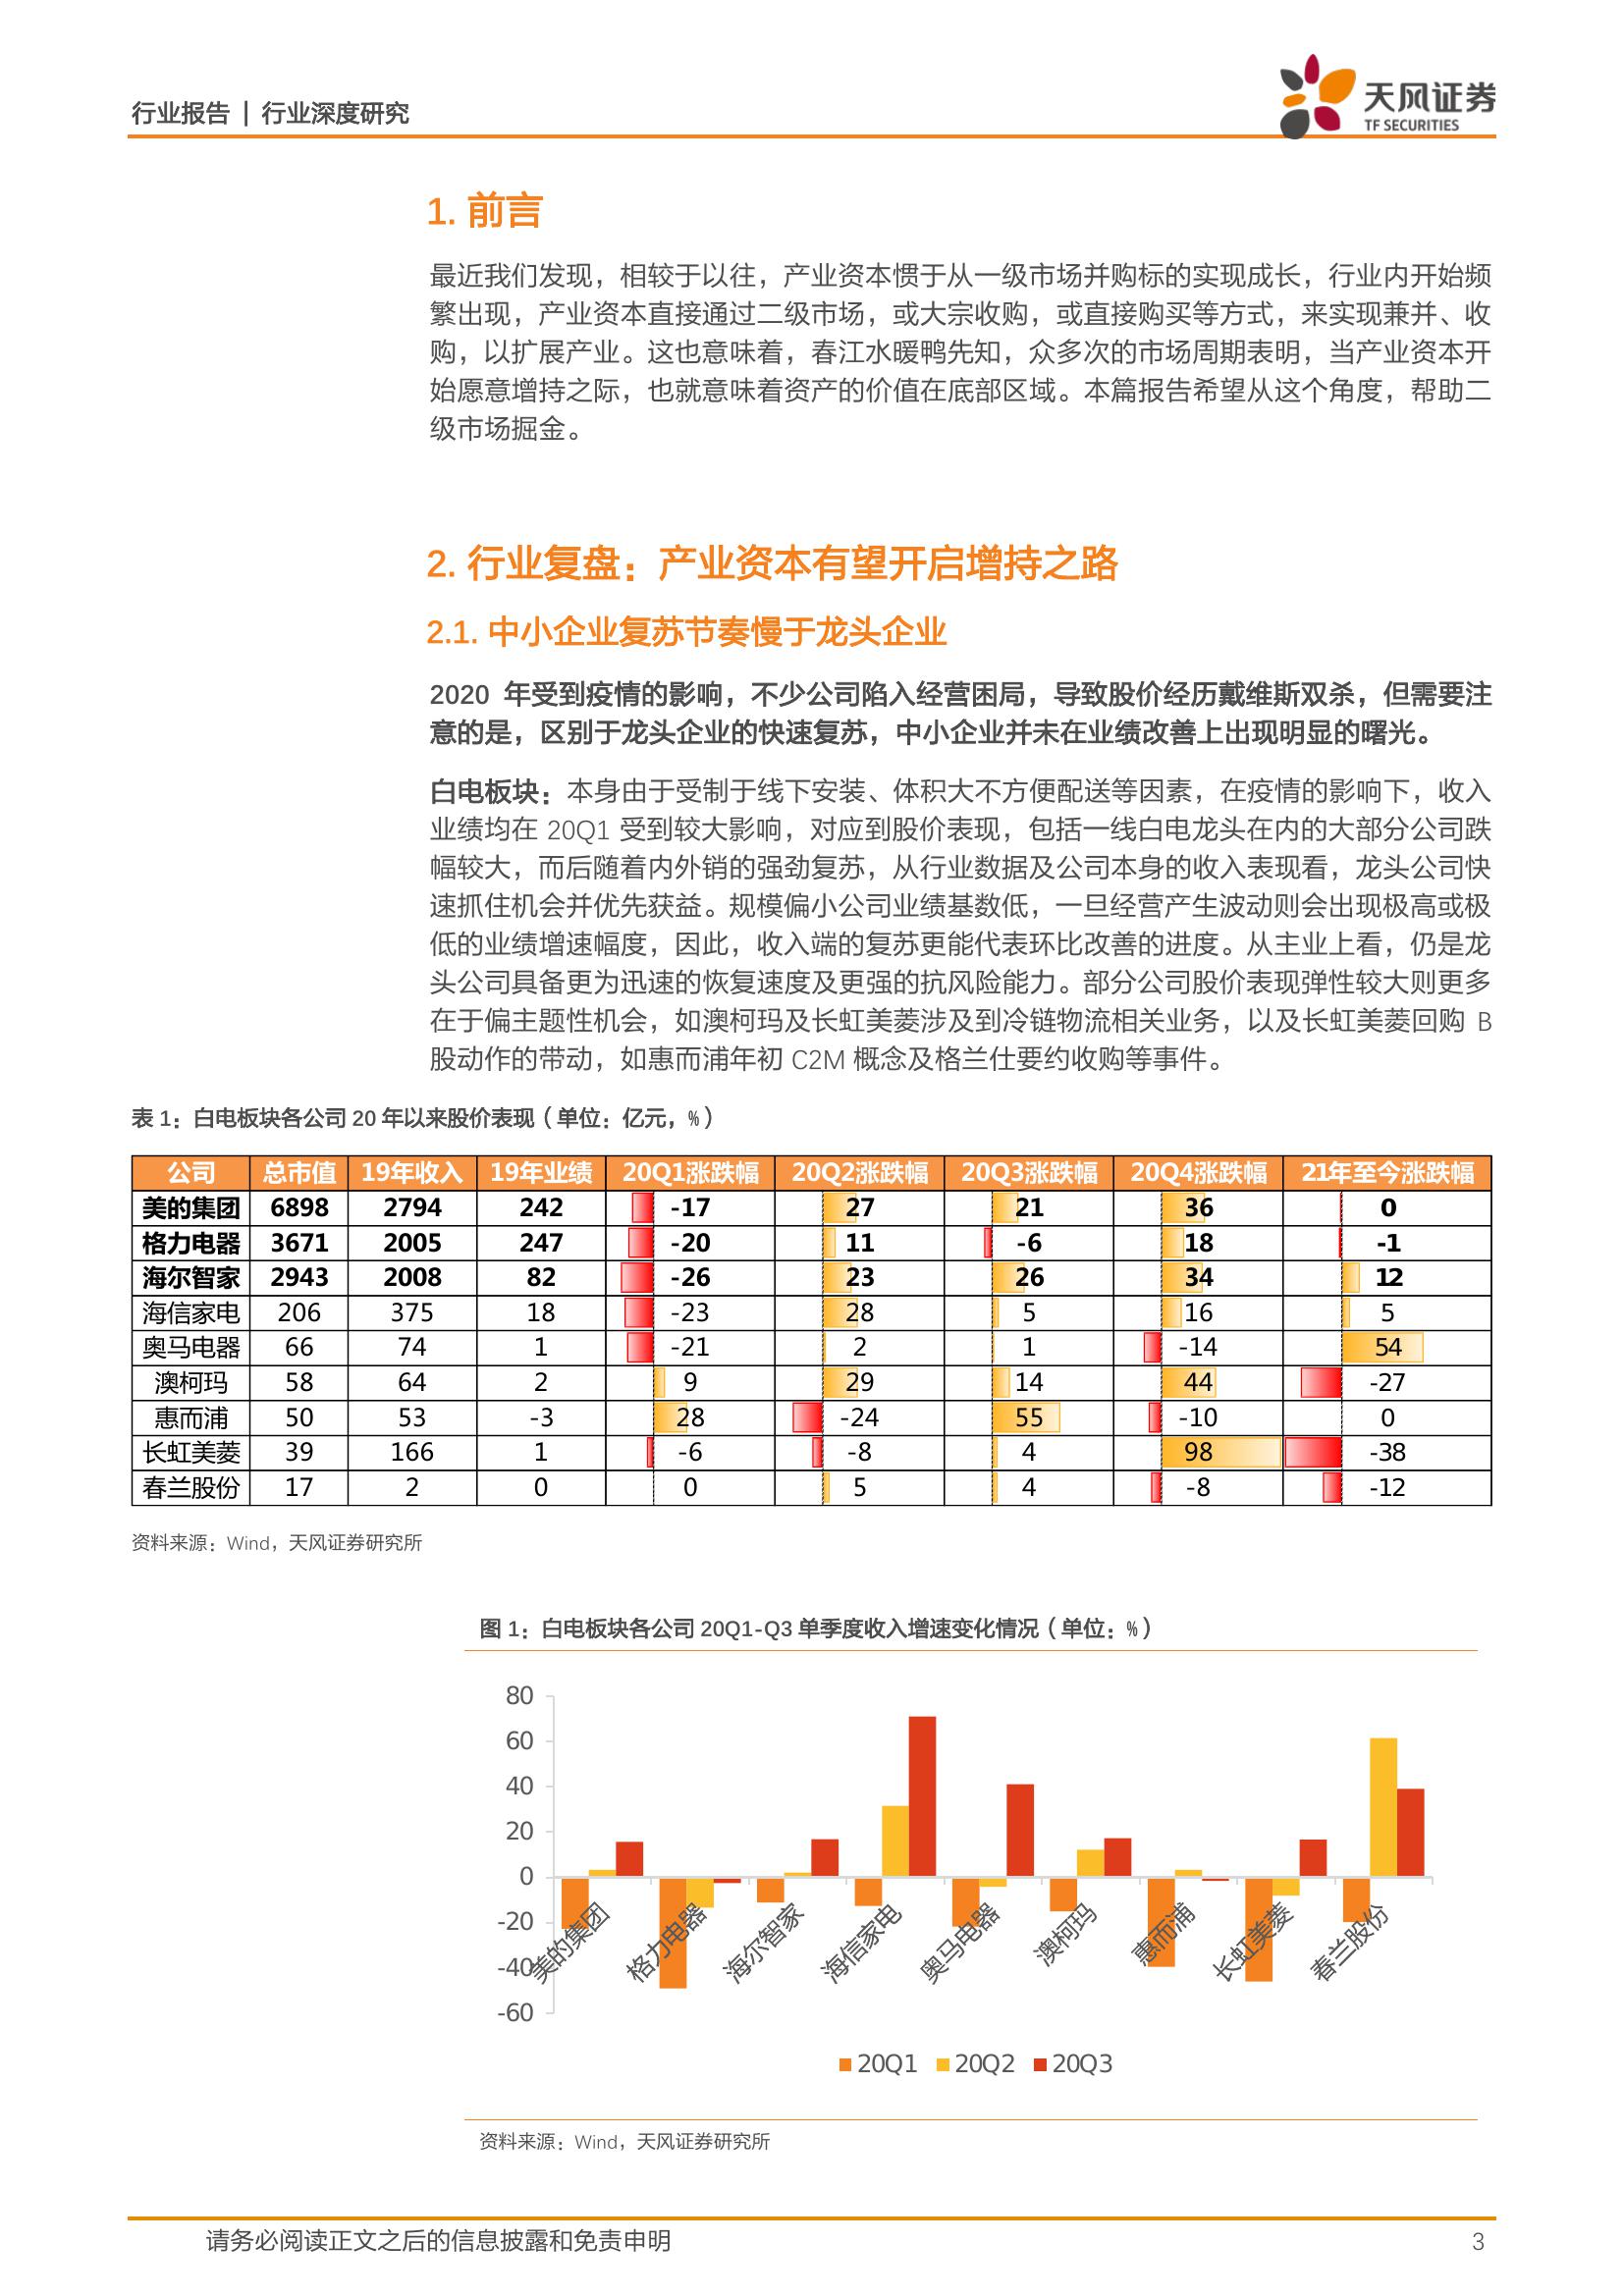 行业报告 | 行业深度研究
天风证券
TF SECURITIES
1. 前言
最近我们发现，相较于以往，产业资本惯于从一级市场并购标的实现成长，行业内开始频
繁出现，产业资本直接通过二级市场，或大宗收购，或直接购买等方式，来实现兼并、收
购，以扩展产业。这也意味着，春江水暖鸭先知，众多次的市场周期表明，当产业资本开
始愿意增持之际，也就意味着资产的价值在底部区域。本篇报告希望从这个角度，帮助二
级市场掘金。
2. 行业复盘：产业资本有望开启增持之路
2.1. 中小企业复苏节奏慢于龙头企业
2020 年受到疫情的影响，不少公司陷入经营困局，导致股价经历戴维斯双杀，但需要注
意的是，区别于龙头企业的快速复苏，中小企业并未在业绩改善上出现明显的曙光。
白电板块：本身由于受制于线下安装、体积大不方便配送等因素，在疫情的影响下，收入
业绩均在 20Q1 受到较大影响，对应到股价表现，包括一线白电龙头在内的大部分公司跌
幅较大，而后随着内外销的强劲复苏，从行业数据及公司本身的收入表现看，龙头公司快
速抓住机会并优先获益。规模偏小公司业绩基数低，一旦经营产生波动则会出现极高或极
低的业绩增速幅度，因此，收入端的复苏更能代表环比改善的进度。从主业上看，仍是龙
头公司具备更为迅速的恢复速度及更强的抗风险能力。部分公司股价表现弹性较大则更多
在于偏主题性机会，如澳柯玛及长虹美菱涉及到冷链物流相关业务，以及长虹美菱回购 B
股动作的带动，如惠而浦年初 C2M 概念及格兰仕要约收购等事件。
表 1：白电板块各公司 20 年以来股价表现（单位：亿元，%）
公司 总市值 19年收入 19年业绩 20Q1涨跌幅 20Q2涨跌幅 20Q3涨跌幅 20Q4涨跌幅 21年至今涨跌幅
美的集团 6898 2794 242 -17 27 21 36 0
格力电器 3671 2005 247 -20 11 -6 18 -1
海尔智家 2943 2008 82 -26 23 26 34 12
海信家电 206 375 18 -23 28 5 16 5
奥马电器 66 74 1 -21 2 1 -14 54
澳柯玛 58 64 2 9 29 14 44 -27
惠而浦 50 53 -3 28 -24 55 -10 0
长虹美菱 39 166 1 -6 -8 4 98 -38
春兰股份 17 2 0 0 5 4 -8 -12
资料来源：Wind，天风证券研究所
图 1：白电板块各公司 20Q1-Q3 单季度收入增速变化情况（单位：%）
80
60
40
20
0
-20
-40
-60
美的集团 格力电器 海尔智家 海信家电 奥马电器 澳柯玛 惠而浦 长虹美菱 春兰股份
20Q1 20Q2 20Q3
资料来源：Wind，天风证券研究所
请务必阅读正文之后的信息披露和免责申明 3